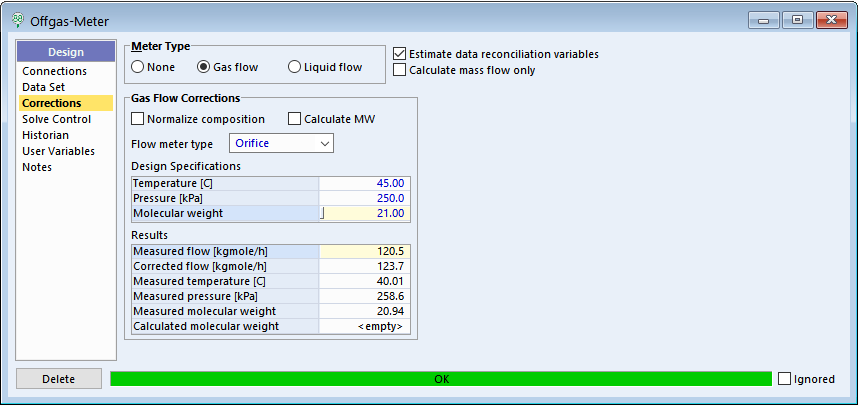 Offgas-Meter
Design
Connections
Data Set
Corrections
Solve Control
Historian
User Variables
Notes
Meter Type
None
Gas flow
Liquid flow
Estimate data reconciliation variables
Calculate mass flow only
Gas Flow Corrections
Normalize composition
Calculate MW
Flow meter type Orifice
Design Specifications
Temperature [C] 45.00
Pressure [kPa] 250.0
Molecular weight 21.00
Results
Measured flow [kgmole/h] 120.5
Corrected flow [kgmole/h] 123.7
Measured temperature [C] 40.01
Measured pressure [kPa] 258.6
Measured molecular weight 20.94
Calculated molecular weight <empty>
Delete
OK
Ignored